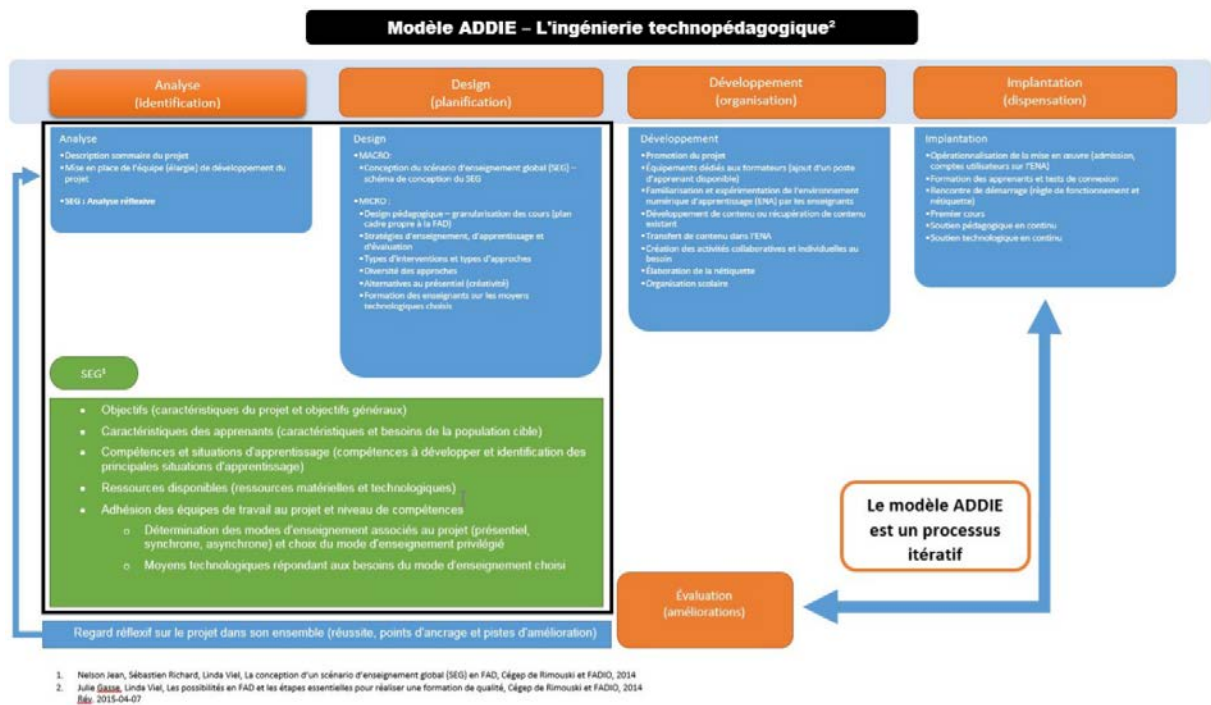 Modèle ADDIE – L'ingénierie technopédagogique²
Analyse
(identification)
Design
(planification)
Développement
(organisation)
Implantation
(dispensation)
Analyse
•Description sommaire du projet
•Mise en place de l'équipe (élargie) de développement du
projet
•SEG : Analyse réflexive
Design
•MACRO:
•Conception du scénario d'enseignement global (SEG) –
schéma de conception du SEG
•MICRO :
•Design pédagogique – granularisation des cours (plan
cadre propre à la FAD)
•Stratégies d'enseignement, d'apprentissage et
d'évaluation
•Types d'interventions et types d'approches
•Diversité des approches
•Alternatives au présentiel (créativité)
•Formation des enseignants sur les moyens
technologiques choisis
Développement
•Promotion du projet
•Équipements dédiés aux formateurs (ajout d'un poste
d'apprenant disponible)
•Familiarisation et expérimentation de l'environnement
numérique d'apprentissage (ENA) par les enseignants
•Développement de contenu ou récupération de contenu
existant
•Transfert de contenu dans l'ENA
•Création des activités collaboratives et individuelles au
besoin
•Élaboration de la nétiquette
•Organisation scolaire
Implantation
•Opérationnalisation de la mise en œuvre (admission,
comptes utilisateurs sur l'ENA)
•Formation des apprenants et tests de connexion
•Rencontre de démarrage (règle de fonctionnement et
nétiquette)
•Premier cours
•Soutien pédagogique en continu
•Soutien technologique en continu
SEG¹
• Objectifs (caractéristiques du projet et objectifs généraux)
• Caractéristiques des apprenants (caractéristiques et besoins de la population cible)
• Compétences et situations d'apprentissage (compétences à développer et identification des
principales situations d'apprentissage)
• Ressources disponibles (ressources matérielles et technologiques)
• Adhésion des équipes de travail au projet et niveau de compétences
o Détermination des modes d'enseignement associés au projet (présentiel,
synchrone, asynchrone) et choix du mode d'enseignement privilégié
o Moyens technologiques répondant aux besoins du mode d'enseignement choisi
Le modèle ADDIE
est un processus
itératif
Évaluation
(améliorations)
Regard réflexif sur le projet dans son ensemble (réussite, points d'ancrage et pistes d'amélioration)
1. Nelson Jean, Sébastien Richard, Linda Viel, La conception d'un scénario d'enseignement global (SEG) en FAD, Cégep de Rimouski et FADIO, 2014
2. Julie Gasse, Linda Viel, Les possibilités en FAD et les étapes essentielles pour réaliser une formation de qualité, Cégep de Rimouski et FADIO, 2014
Rév. 2015-04-07